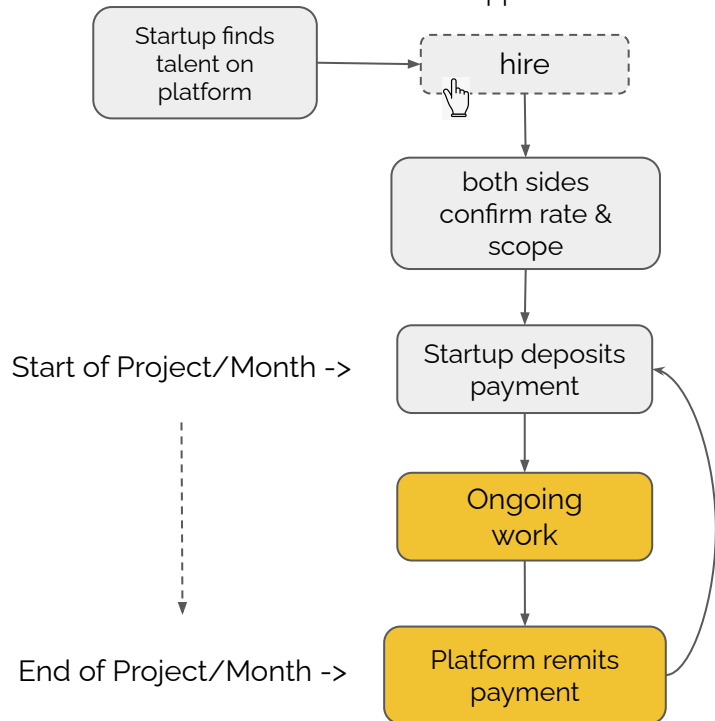 Startup finds
talent on
platform
hire
both sides
confirm rate &
scope
Start of Project/Month ->
Startup deposits
payment
Ongoing
work
End of Project/Month ->
Platform remits
payment